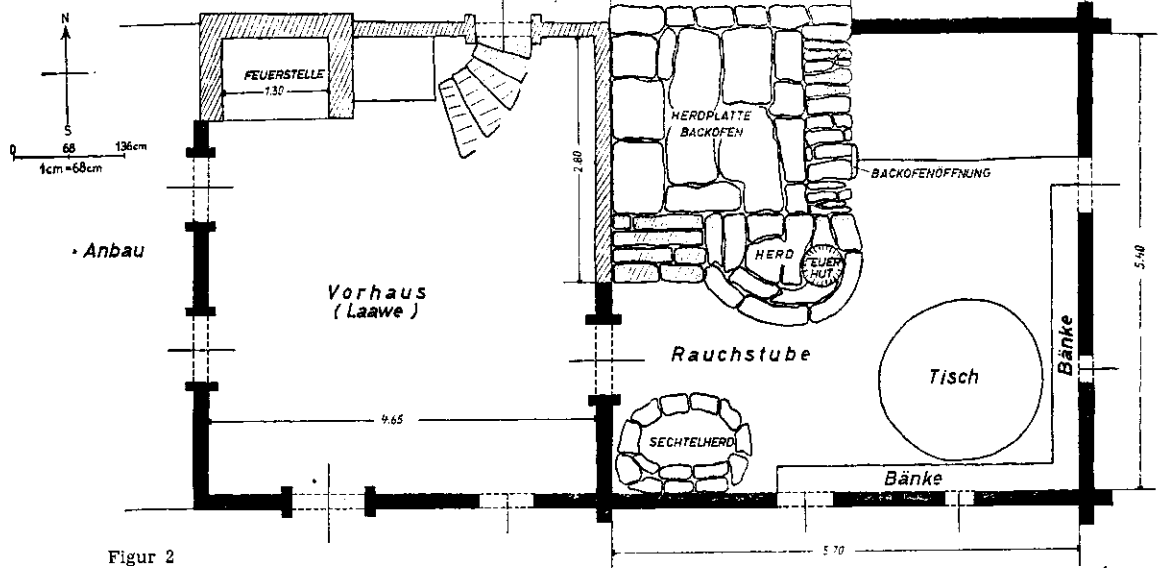 N
S
0 68 136cm
1cm=68cm
FEUERSTELLE
1.30
HERDPLATTE
BACKOFEN
2.80
BACKOFENÖFFNUNG
Anbau
HERD
FEUER
HUT
5.40
Vorhaus
(Laawe)
Rauchstube
Tisch
Bänke
4.65
SECHTELHERD
Bänke
5.70
Figur 2